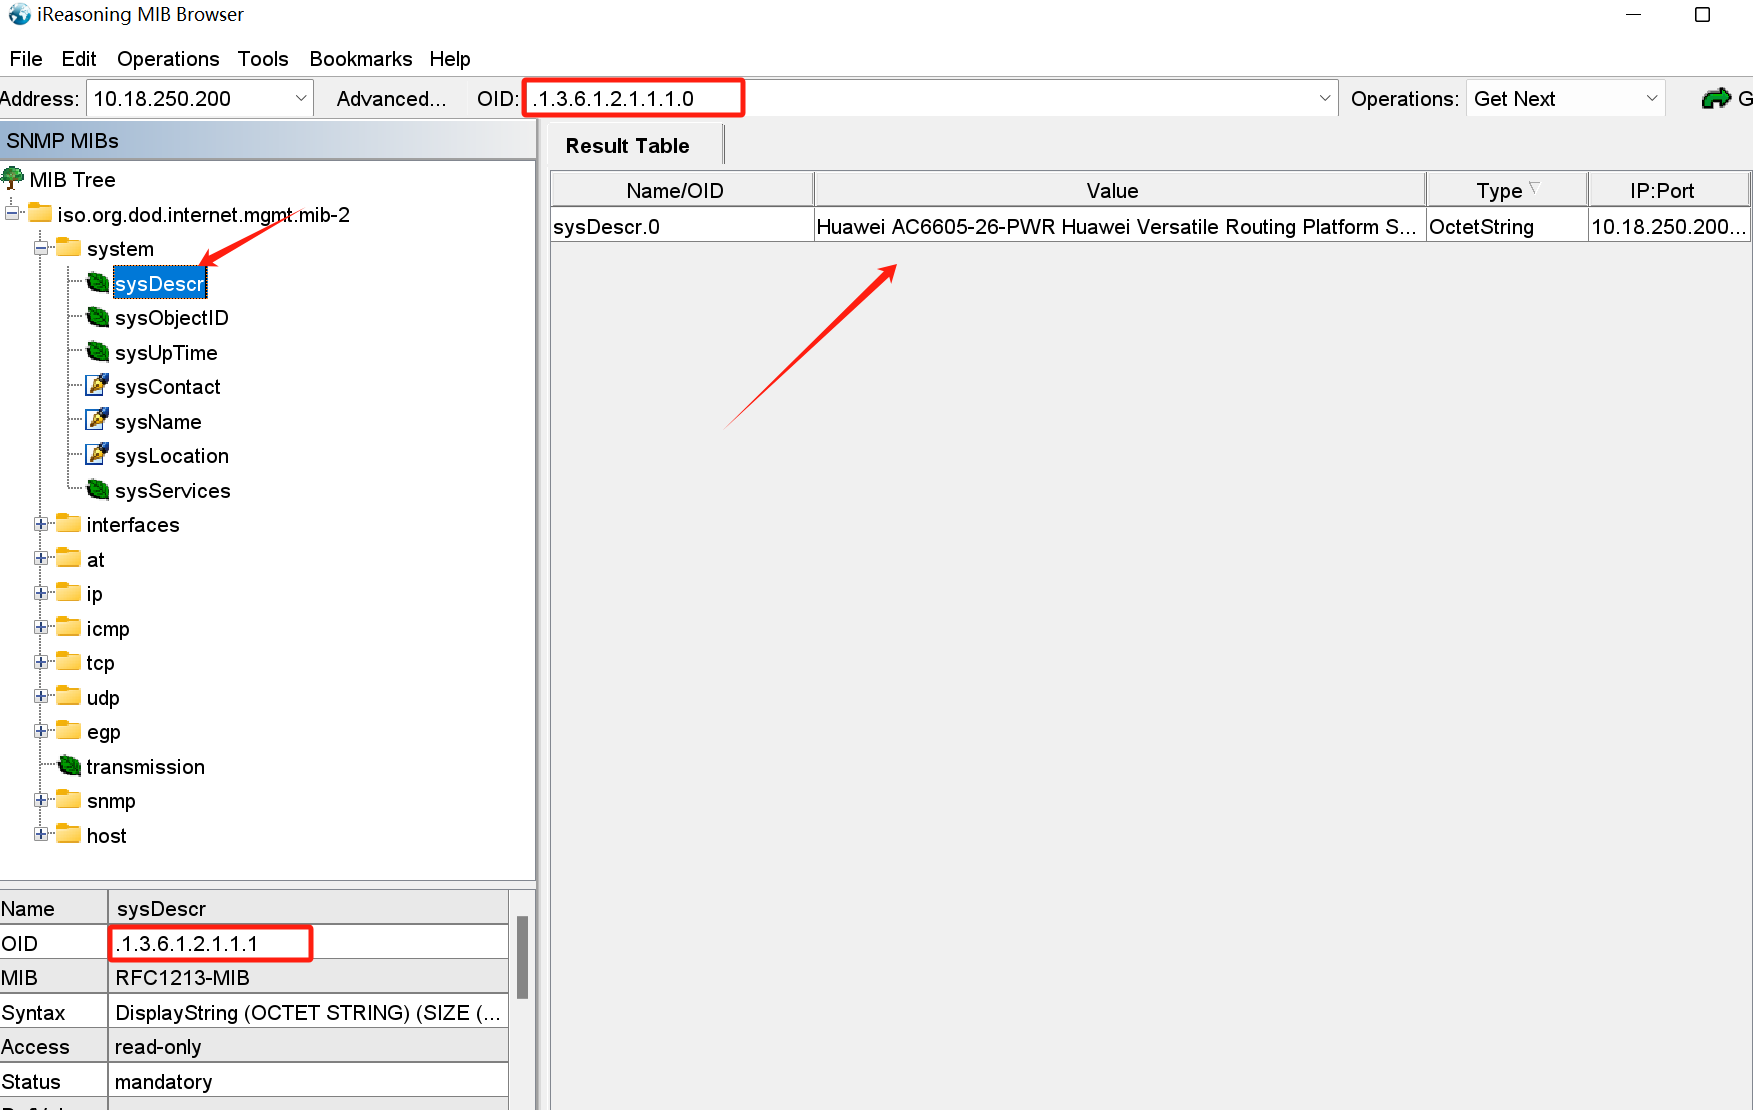 iReasoning MIB Browser
File Edit Operations Tools Bookmarks Help
Address: 10.18.250.200 Advanced... OID: .1.3.6.1.2.1.1.1.0 Operations: Get Next G
SNMP MIBs
MIB Tree
iso.org.dod.internet.mgmt.mib-2
system
sysDescr
sysObjectID
sysUpTime
sysContact
sysName
sysLocation
sysServices
interfaces
at
ip
icmp
tcp
udp
egp
transmission
snmp
host
Name sysDescr
OID .1.3.6.1.2.1.1.1
MIB RFC1213-MIB
Syntax DisplayString (OCTET STRING) (SIZE (...
Access read-only
Status mandatory
Result Table
Name/OID Value Type IP:Port
sysDescr.0 Huawei AC6605-26-PWR Huawei Versatile Routing Platform S... OctetString 10.18.250.200...